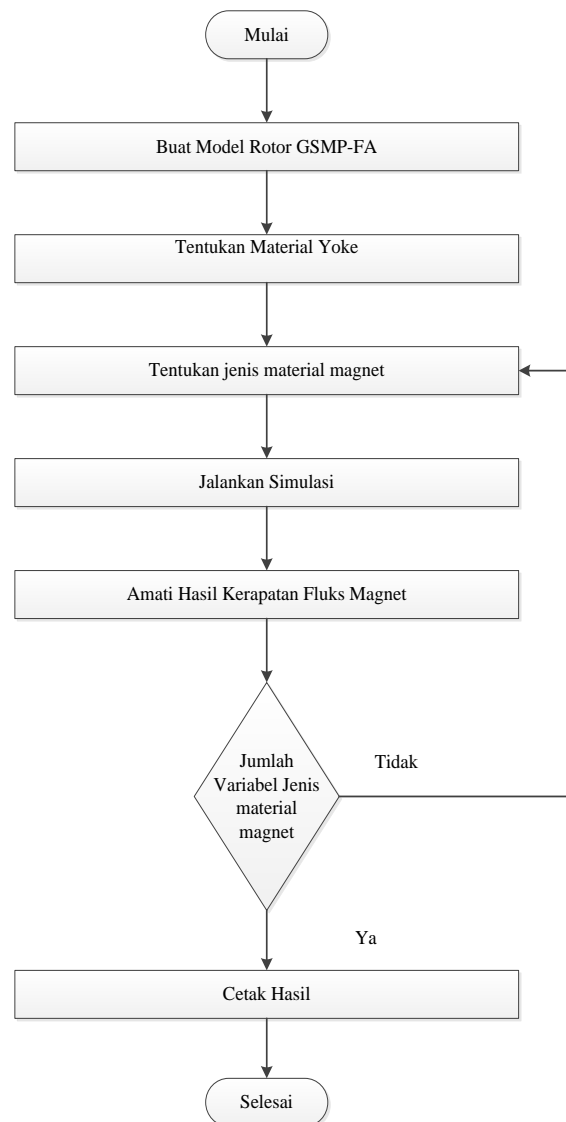 Mulai
Buat Model Rotor GSMP-FA
Tentukan Material Yoke
Tentukan jenis material magnet
Jalankan Simulasi
Amati Hasil Kerapatan Fluks Magnet
Jumlah
Variabel Jenis
material
magnet
Tidak
Ya
Cetak Hasil
Selesai